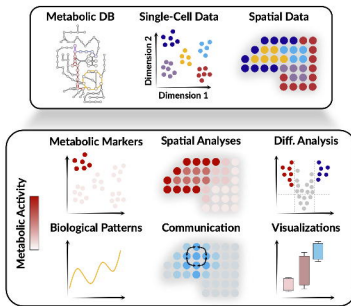 Metabolic DB
Single-Cell Data
Spatial Data
Dimension 2
Dimension 1
Metabolic Markers
Spatial Analyses
Diff. Analysis
Metabolic Activity
Biological Patterns
Communication
Visualizations